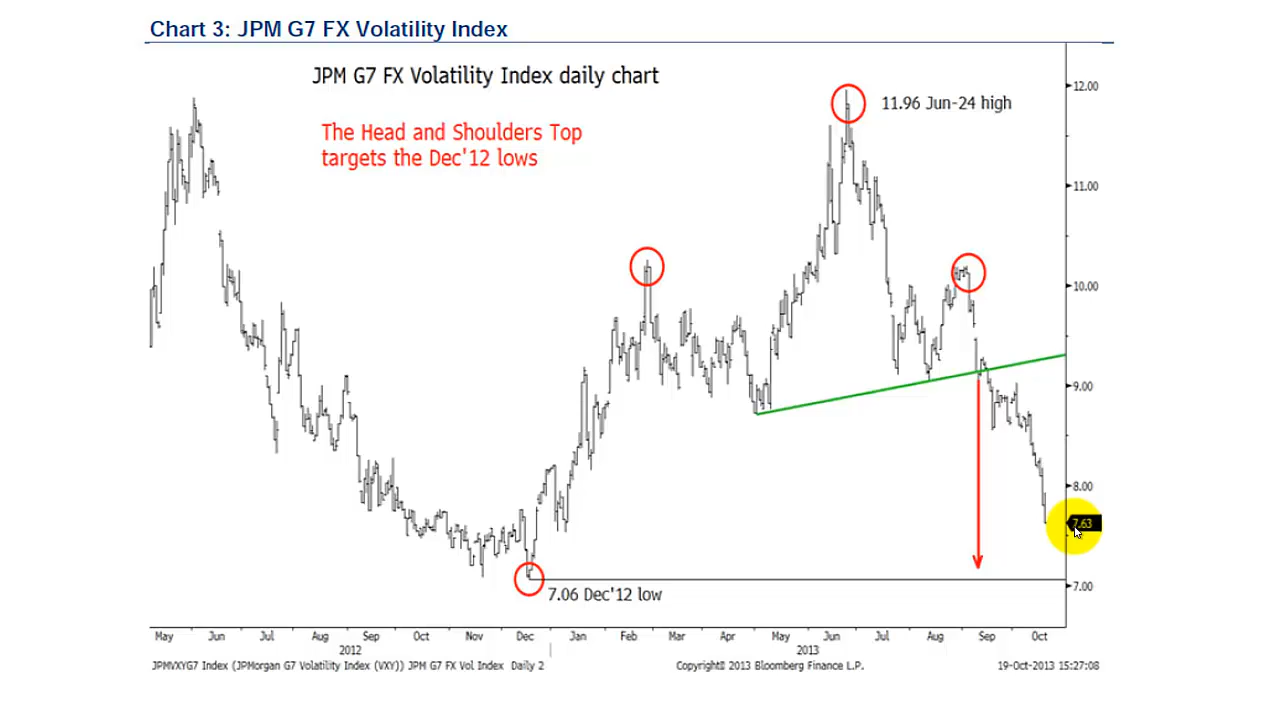 Chart 3: JPM G7 FX Volatility Index
JPM G7 FX Volatility Index daily chart
The Head and Shoulders Top
targets the Dec'12 lows
11.96 Jun-24 high
12.00
11.00
10.00
9.00
8.00
7.63
7.00
7.06 Dec'12 low
May Jun Jul Aug Sep Oct Nov Dec Jan Feb Mar Apr May Jun Jul Aug Sep Oct
2012 2013
JPMVXYG7 Index (JPMorgan G7 Volatility Index (VXY)) JPM G7 FX Vol Index Daily 2 Copyright© 2013 Bloomberg Finance L.P. 19-Oct-2013 15:27:08